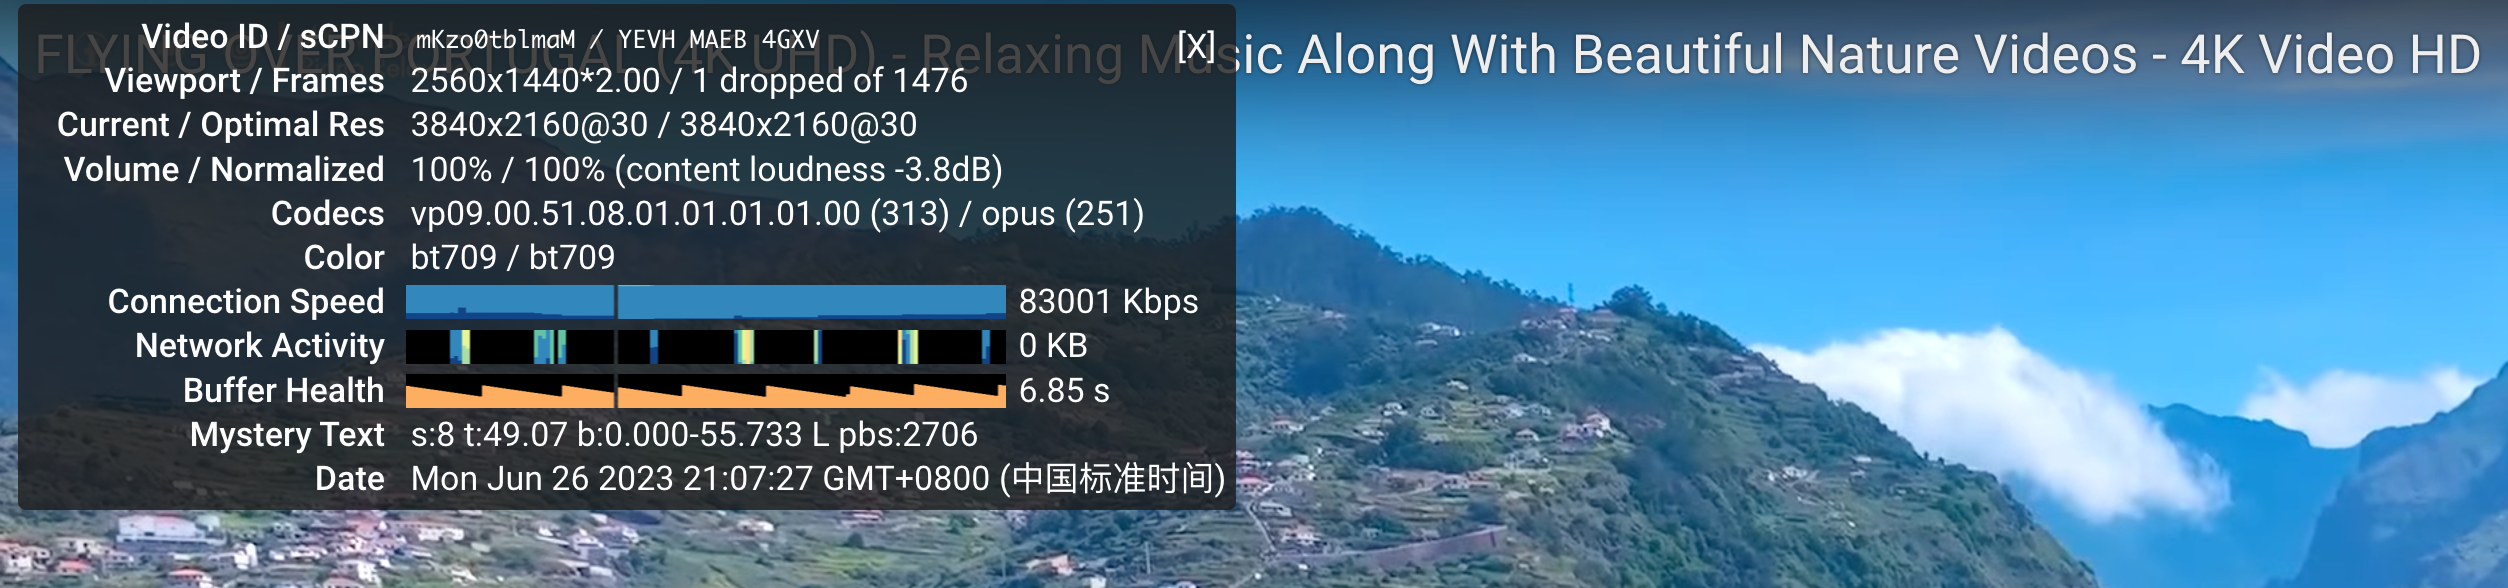 FLYING OVER PORTUGAL (4K UHD) - Relaxing Music Along With Beautiful Nature Videos - 4K Video HD
Video ID / sCPN mKzo0tblmaM / YEVH MAEB 4GXV [X]
Viewport / Frames 2560x1440*2.00 / 1 dropped of 1476
Current / Optimal Res 3840x2160@30 / 3840x2160@30
Volume / Normalized 100% / 100% (content loudness -3.8dB)
Codecs vp09.00.51.08.01.01.01.01.00 (313) / opus (251)
Color bt709 / bt709
Connection Speed 83001 Kbps
Network Activity 0 KB
Buffer Health 6.85 s
Mystery Text s:8 t:49.07 b:0.000-55.733 L pbs:2706
Date Mon Jun 26 2023 21:07:27 GMT+0800 (中国标准时间)